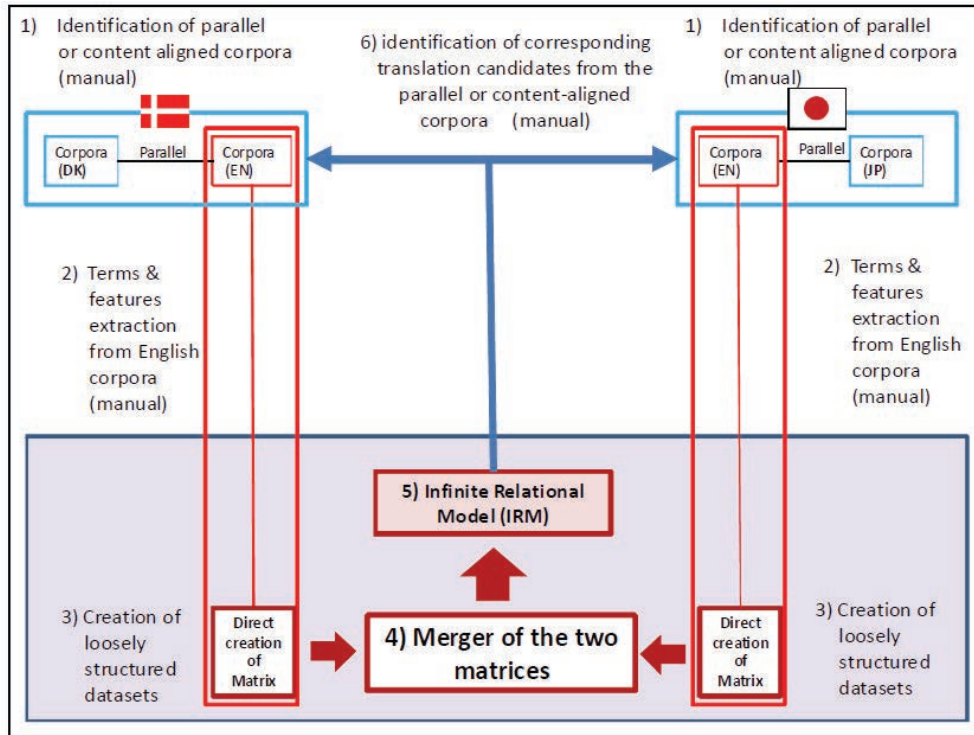 1) Identification of parallel
or content aligned corpora
(manual)
6) identification of corresponding
translation candidates from the
parallel or content-aligned
corpora (manual)
1) Identification of parallel
or content aligned corpora
(manual)
Corpora
(DK)
Parallel
Corpora
(EN)
Corpora
(EN)
Parallel
Corpora
(JP)
2) Terms &
features
extraction
from English
corpora
(manual)
2) Terms &
features
extraction
from English
corpora
(manual)
5) Infinite Relational
Model (IRM)
3) Creation of
loosely
structured
datasets
Direct
creation
of
Matrix
4) Merger of the two
matrices
Direct
creation
of
Matrix
3) Creation of
loosely
structured
datasets